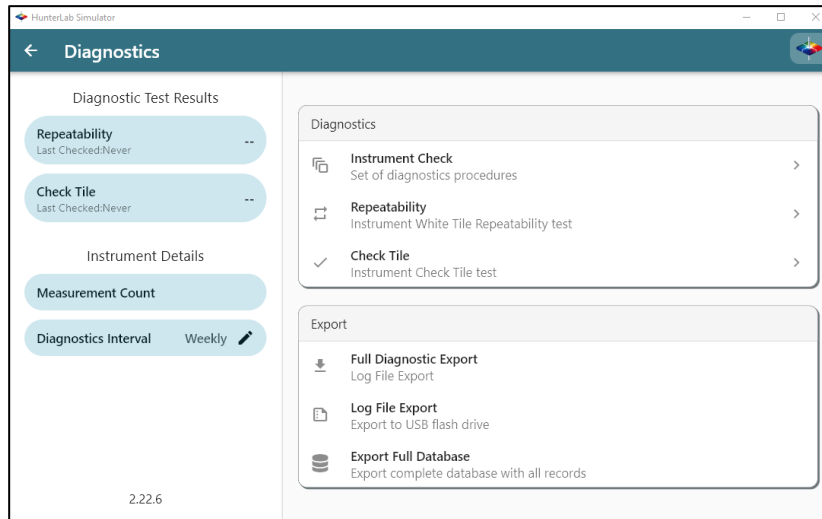 HunterLab Simulator
Diagnostics
Diagnostic Test Results
Repeatability
Last Checked:Never
--
Check Tile
Last Checked:Never
--
Instrument Details
Measurement Count
Diagnostics Interval Weekly
2.22.6
Diagnostics
Instrument Check
Set of diagnostics procedures
Repeatability
Instrument White Tile Repeatability test
Check Tile
Instrument Check Tile test
Export
Full Diagnostic Export
Log File Export
Log File Export
Export to USB flash drive
Export Full Database
Export complete database with all records